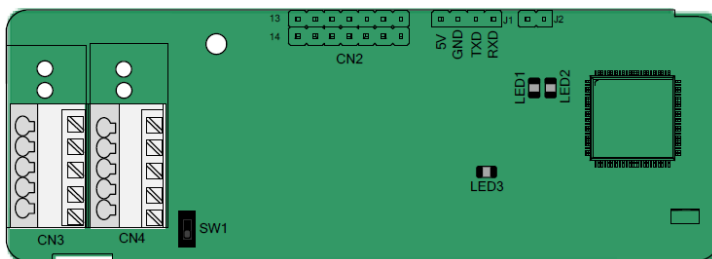 13
14
CN2
J1
J2
5V
GND
TXD
RXD
LED1
LED2
LED3
CN3
CN4
SW1